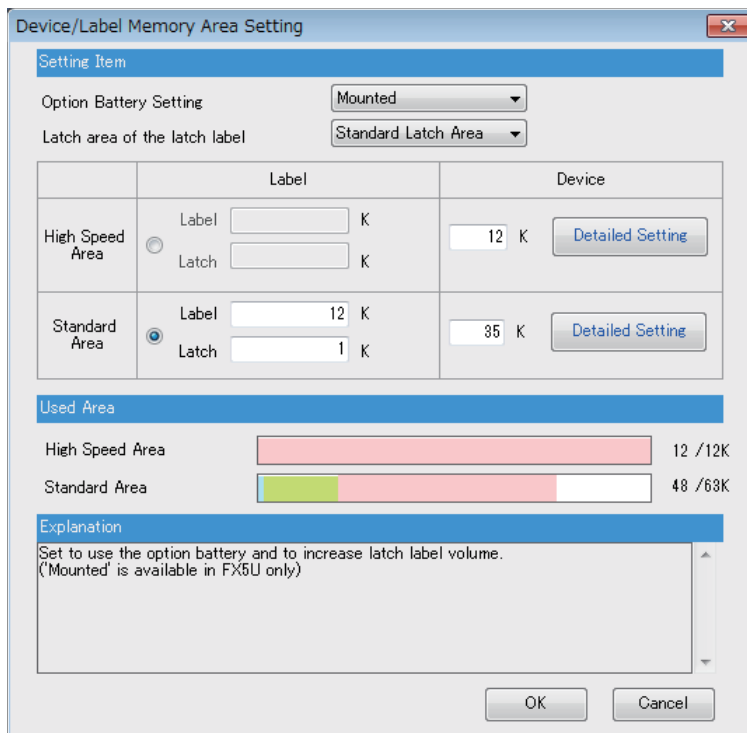 Device/Label Memory Area Setting
Setting Item
Option Battery Setting
Mounted
Latch area of the latch label
Standard Latch Area
Label
Device
High Speed
Area
Label
K
Latch
K
12 K
Detailed Setting
Standard
Area
Label 12 K
Latch 1 K
35 K
Detailed Setting
Used Area
High Speed Area 12 /12K
Standard Area 48 /63K
Explanation
Set to use the option battery and to increase latch label volume.
('Mounted' is available in FX5U only)
OK
Cancel